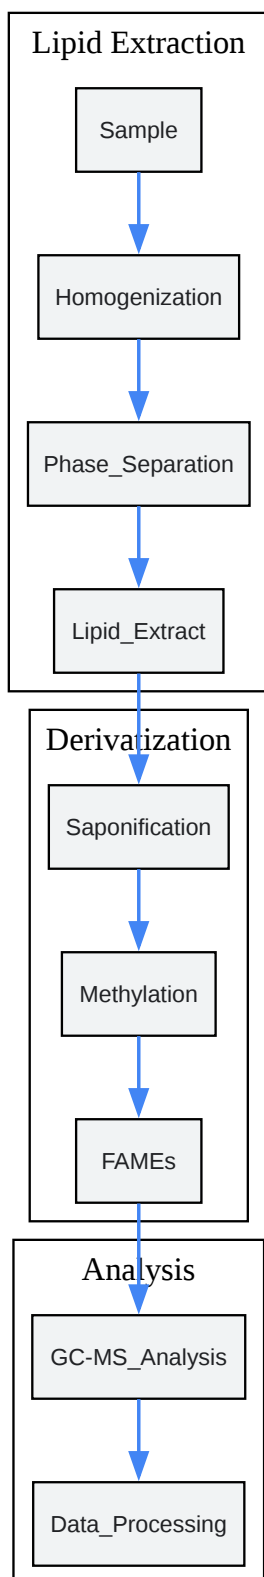 Lipid Extraction
Sample
Homogenization
Phase_Separation
Lipid_Extract
Derivatization
Saponification
Methylation
FAMEs
Analysis
GC-MS_Analysis
Data_Processing